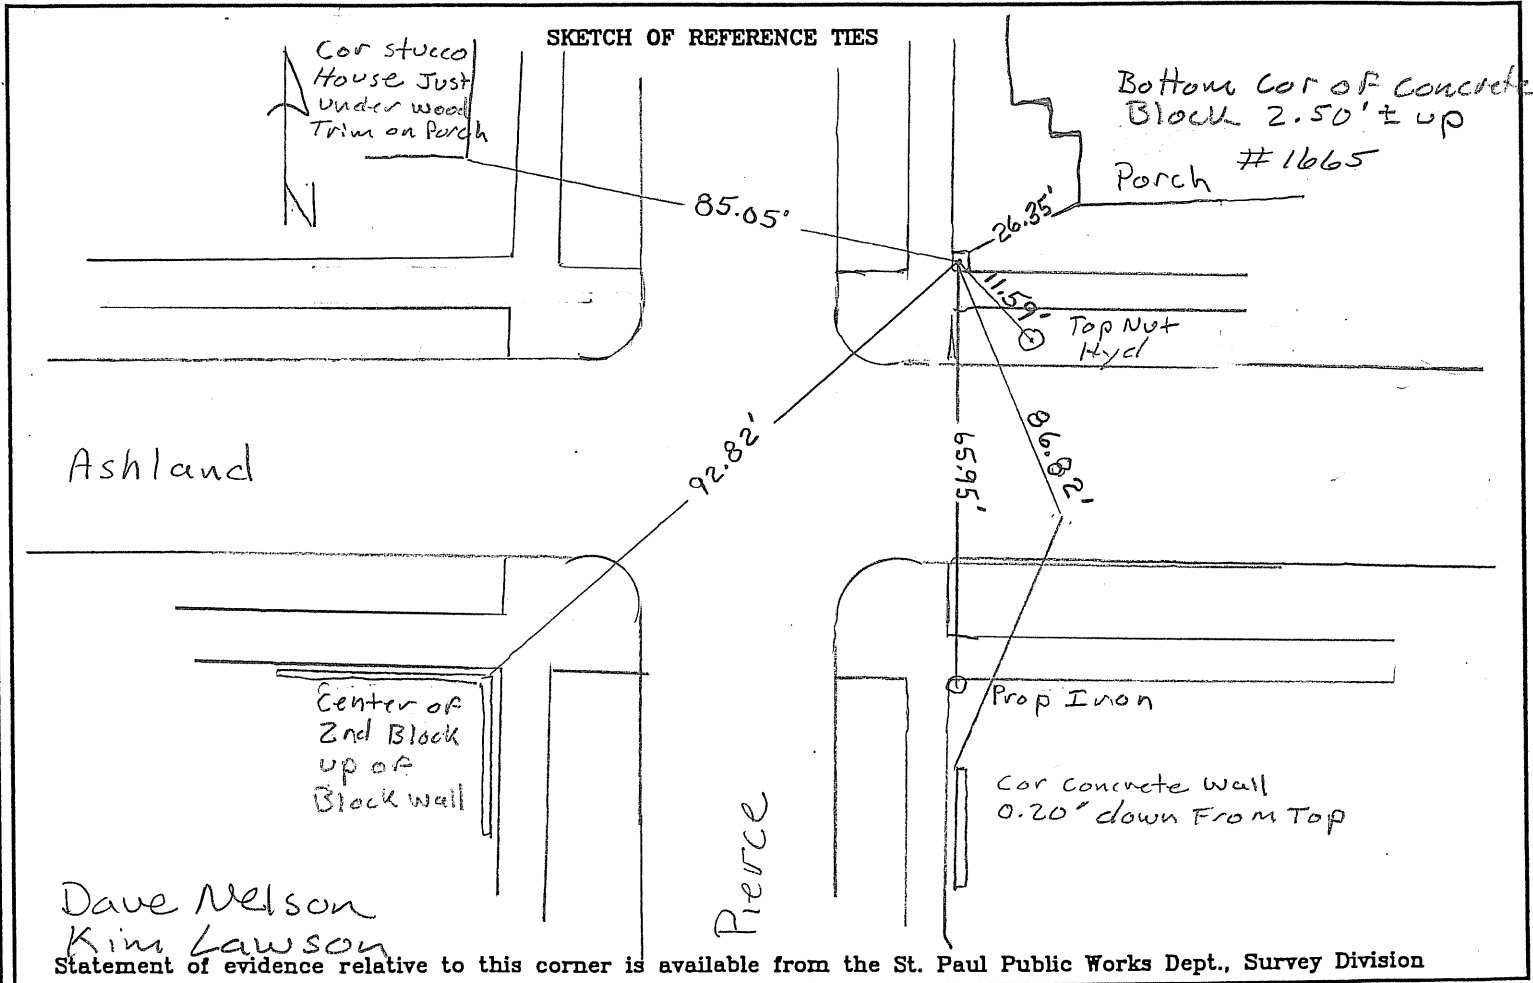 SKETCH OF REFERENCE TIES
Cor stucco
House Just
under wood
Trim on Porch
N
85.05'
Bottom Cor of Concrete
Block 2.50' ± up
#1665
Porch
26.35'
11.59'
Top Nut
Hyd
Ashland
92.82'
65.95'
86.82'
Center of
2nd Block
up of
Block wall
Prop Iron
Cor Concrete Wall
0.20' down From Top
Pierce
Dave Nelson
Kim Lawson
Statement of evidence relative to this corner is available from the St. Paul Public Works Dept., Survey Division